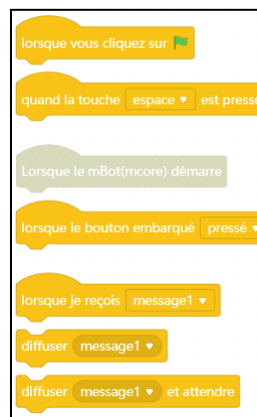 lorsque vous cliquez sur
quand la touche espace est pressé
Lorsque le mBot(mcore) démarre
lorsque le bouton embarqué pressé
lorsque je reçois message1
diffuser message1
diffuser message1 et attendre